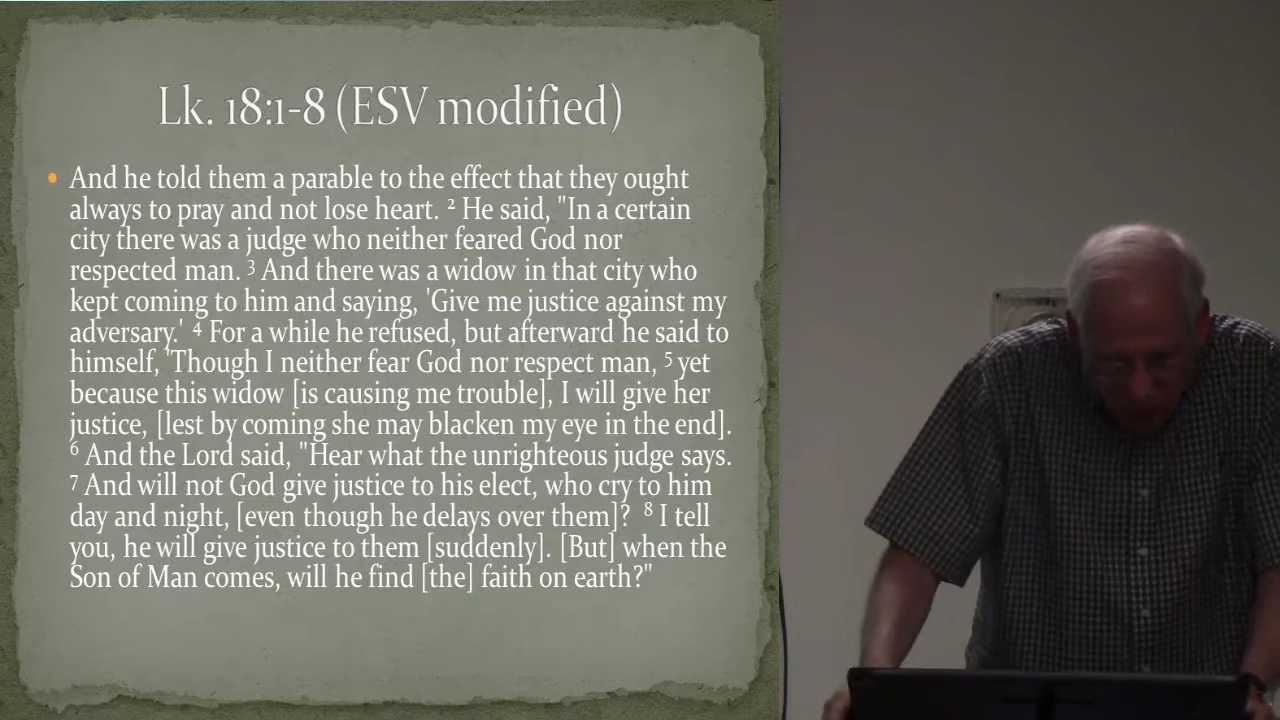 Lk. 18:1-8 (ESV modified)
• And he told them a parable to the effect that they ought
always to pray and not lose heart. ² He said, "In a certain
city there was a judge who neither feared God nor
respected man. ³ And there was a widow in that city who
kept coming to him and saying, 'Give me justice against my
adversary.' ⁴ For a while he refused, but afterward he said to
himself, 'Though I neither fear God nor respect man, ⁵ yet
because this widow [is causing me trouble], I will give her
justice, [lest by coming she may blacken my eye in the end].
⁶ And the Lord said, "Hear what the unrighteous judge says.
⁷ And will not God give justice to his elect, who cry to him
day and night, [even though he delays over them]? ⁸ I tell
you, he will give justice to them [suddenly]. [But] when the
Son of Man comes, will he find [the] faith on earth?"